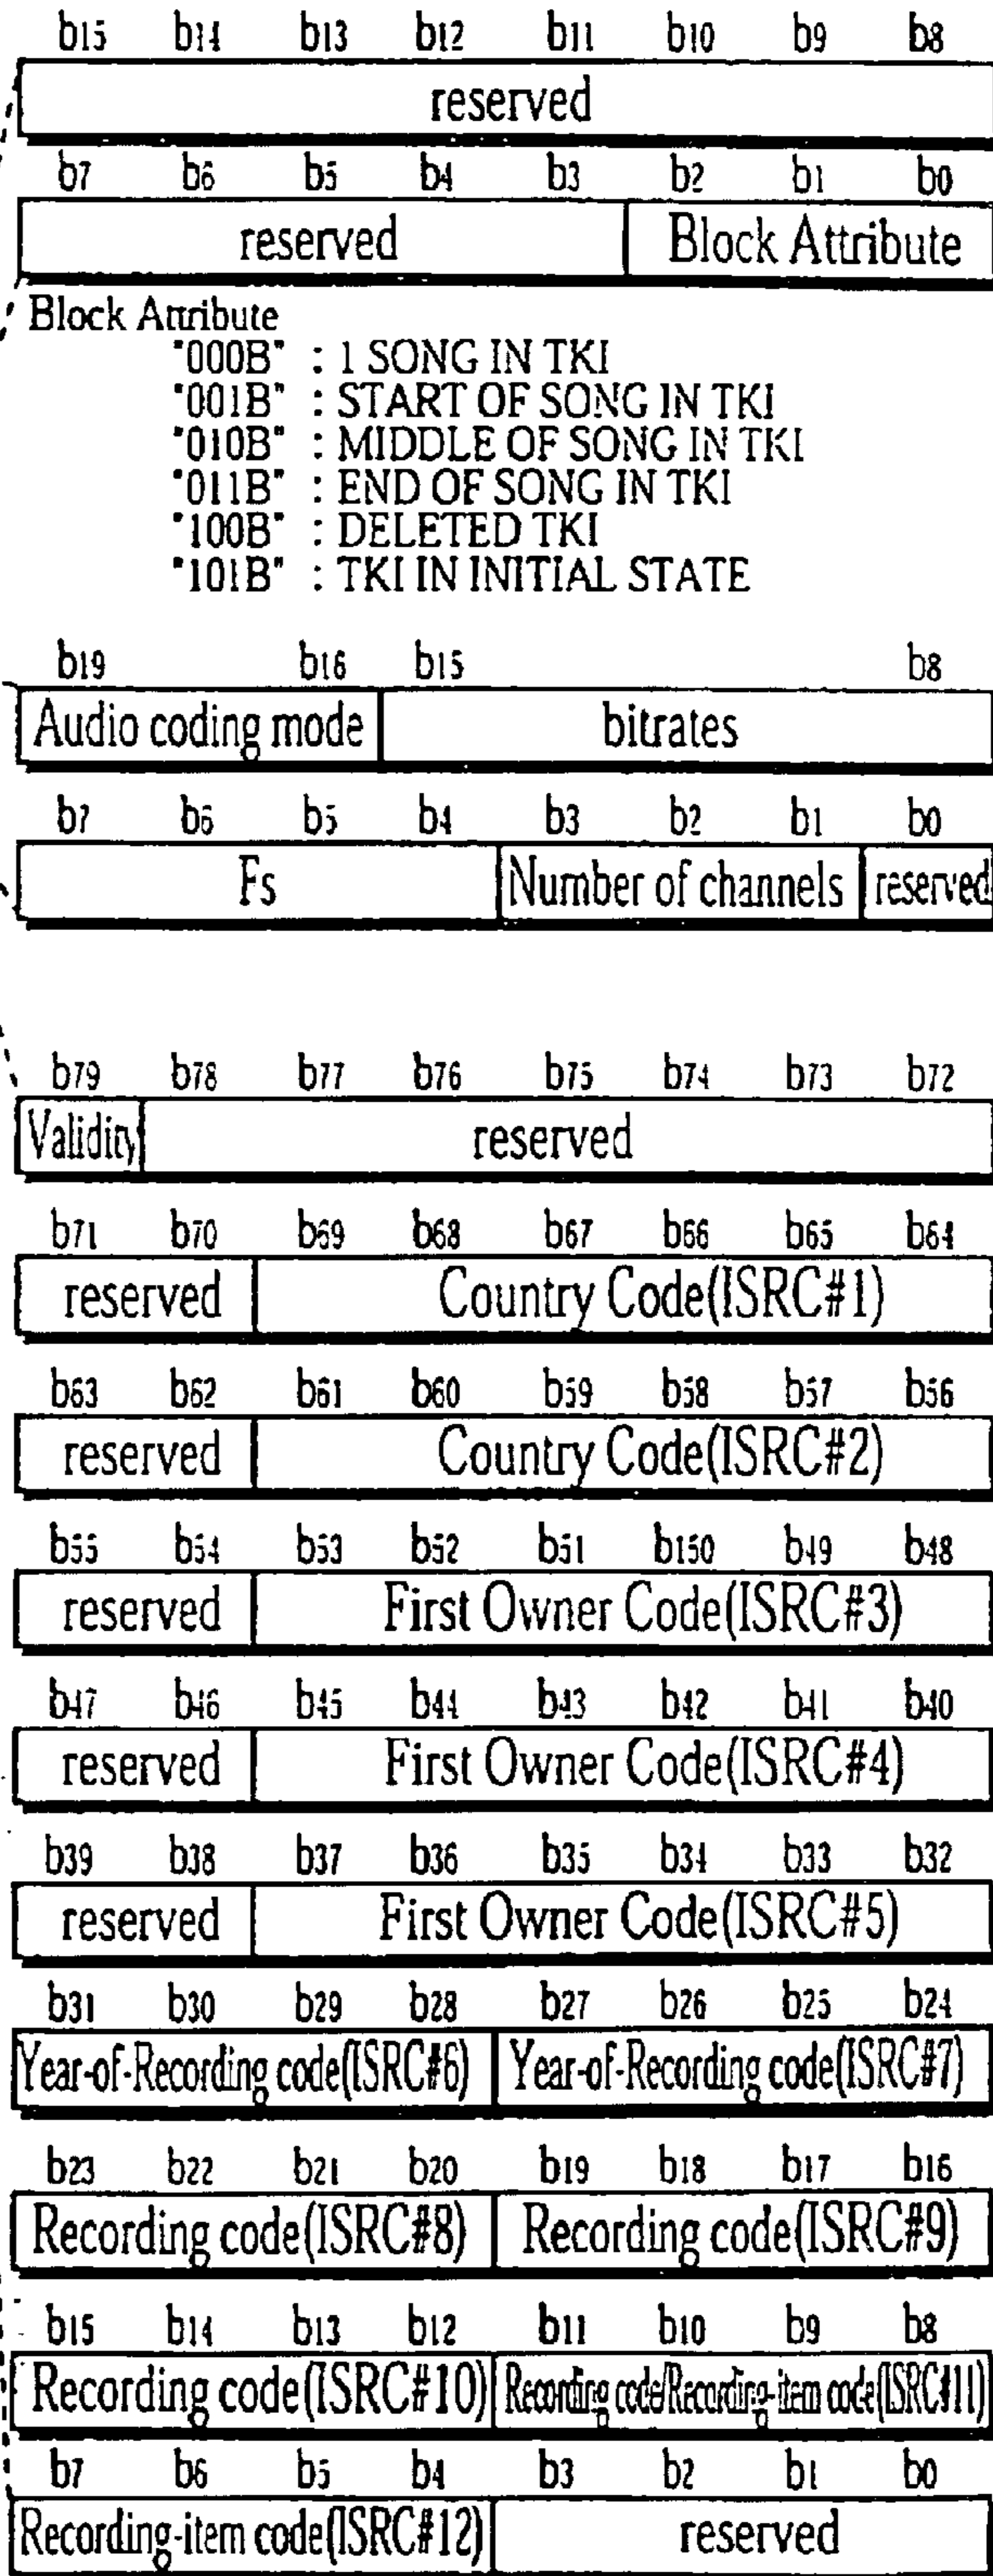 b15 b14 b13 b12 b11 b10 b9 b8
reserved
b7 b6 b5 b4 b3 b2 b1 b0
reserved Block Attribute
Block Attribute
"000B" : 1 SONG IN TKI
"001B" : START OF SONG IN TKI
"010B" : MIDDLE OF SONG IN TKI
"011B" : END OF SONG IN TKI
"100B" : DELETED TKI
"101B" : TKI IN INITIAL STATE
b19 b16 b15 b8
Audio coding mode bitrates
b7 b6 b5 b4 b3 b2 b1 b0
Fs Number of channels reserved
b79 b78 b77 b76 b75 b74 b73 b72
Validity reserved
b71 b70 b69 b68 b67 b66 b65 b64
reserved Country Code(ISRC#1)
b63 b62 b61 b60 b59 b58 b57 b56
reserved Country Code(ISRC#2)
b55 b54 b53 b52 b51 b150 b49 b48
reserved First Owner Code(ISRC#3)
b47 b46 b45 b44 b43 b42 b41 b40
reserved First Owner Code(ISRC#4)
b39 b38 b37 b36 b35 b34 b33 b32
reserved First Owner Code(ISRC#5)
b31 b30 b29 b28 b27 b26 b25 b24
Year-of-Recording code(ISRC#6) Year-of-Recording code(ISRC#7)
b23 b22 b21 b20 b19 b18 b17 b16
Recording code(ISRC#8) Recording code(ISRC#9)
b15 b14 b13 b12 b11 b10 b9 b8
Recording code(ISRC#10) Recording code/Recording-item code(ISRC#11)
b7 b6 b5 b4 b3 b2 b1 b0
Recording-item code(ISRC#12) reserved